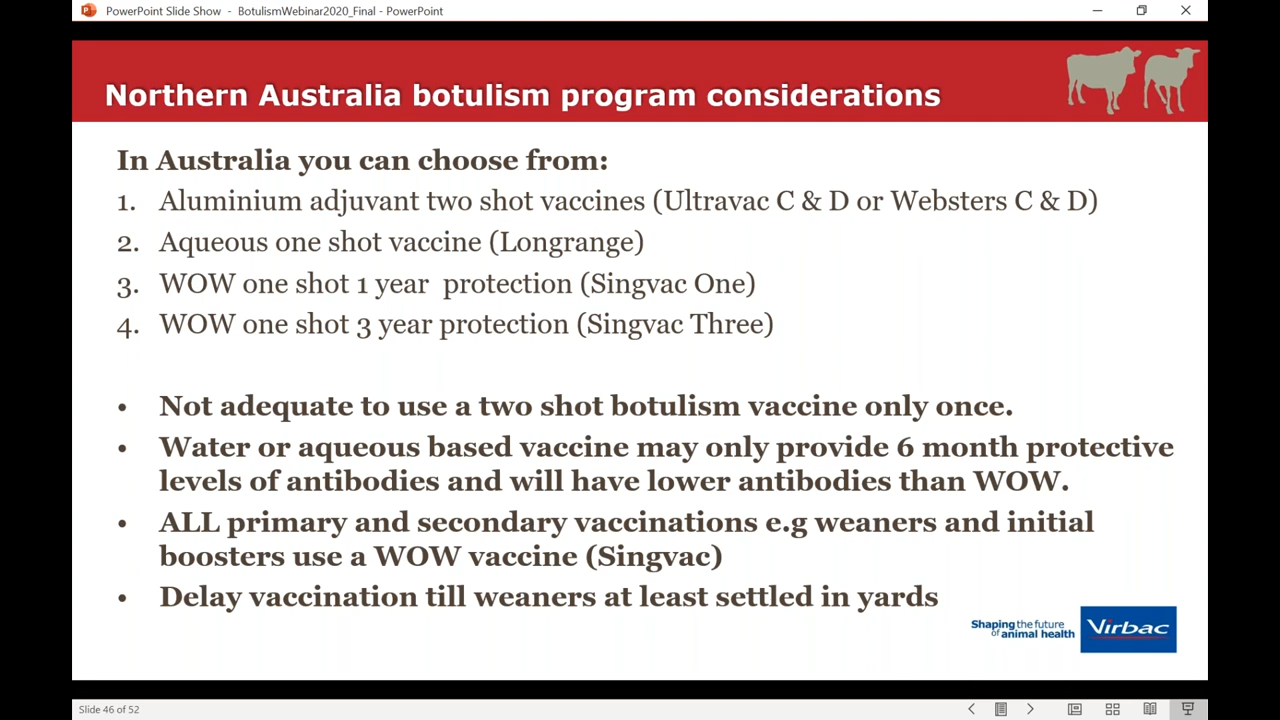 PowerPoint Slide Show - BotulismWebinar2020_Final - PowerPoint
Northern Australia botulism program considerations
In Australia you can choose from:
1. Aluminium adjuvant two shot vaccines (Ultravac C & D or Websters C & D)
2. Aqueous one shot vaccine (Longrange)
3. WOW one shot 1 year protection (Singvac One)
4. WOW one shot 3 year protection (Singvac Three)
• Not adequate to use a two shot botulism vaccine only once.
• Water or aqueous based vaccine may only provide 6 month protective
levels of antibodies and will have lower antibodies than WOW.
• ALL primary and secondary vaccinations e.g weaners and initial
boosters use a WOW vaccine (Singvac)
• Delay vaccination till weaners at least settled in yards
Shaping the future
of animal health
Virbac
Slide 46 of 52